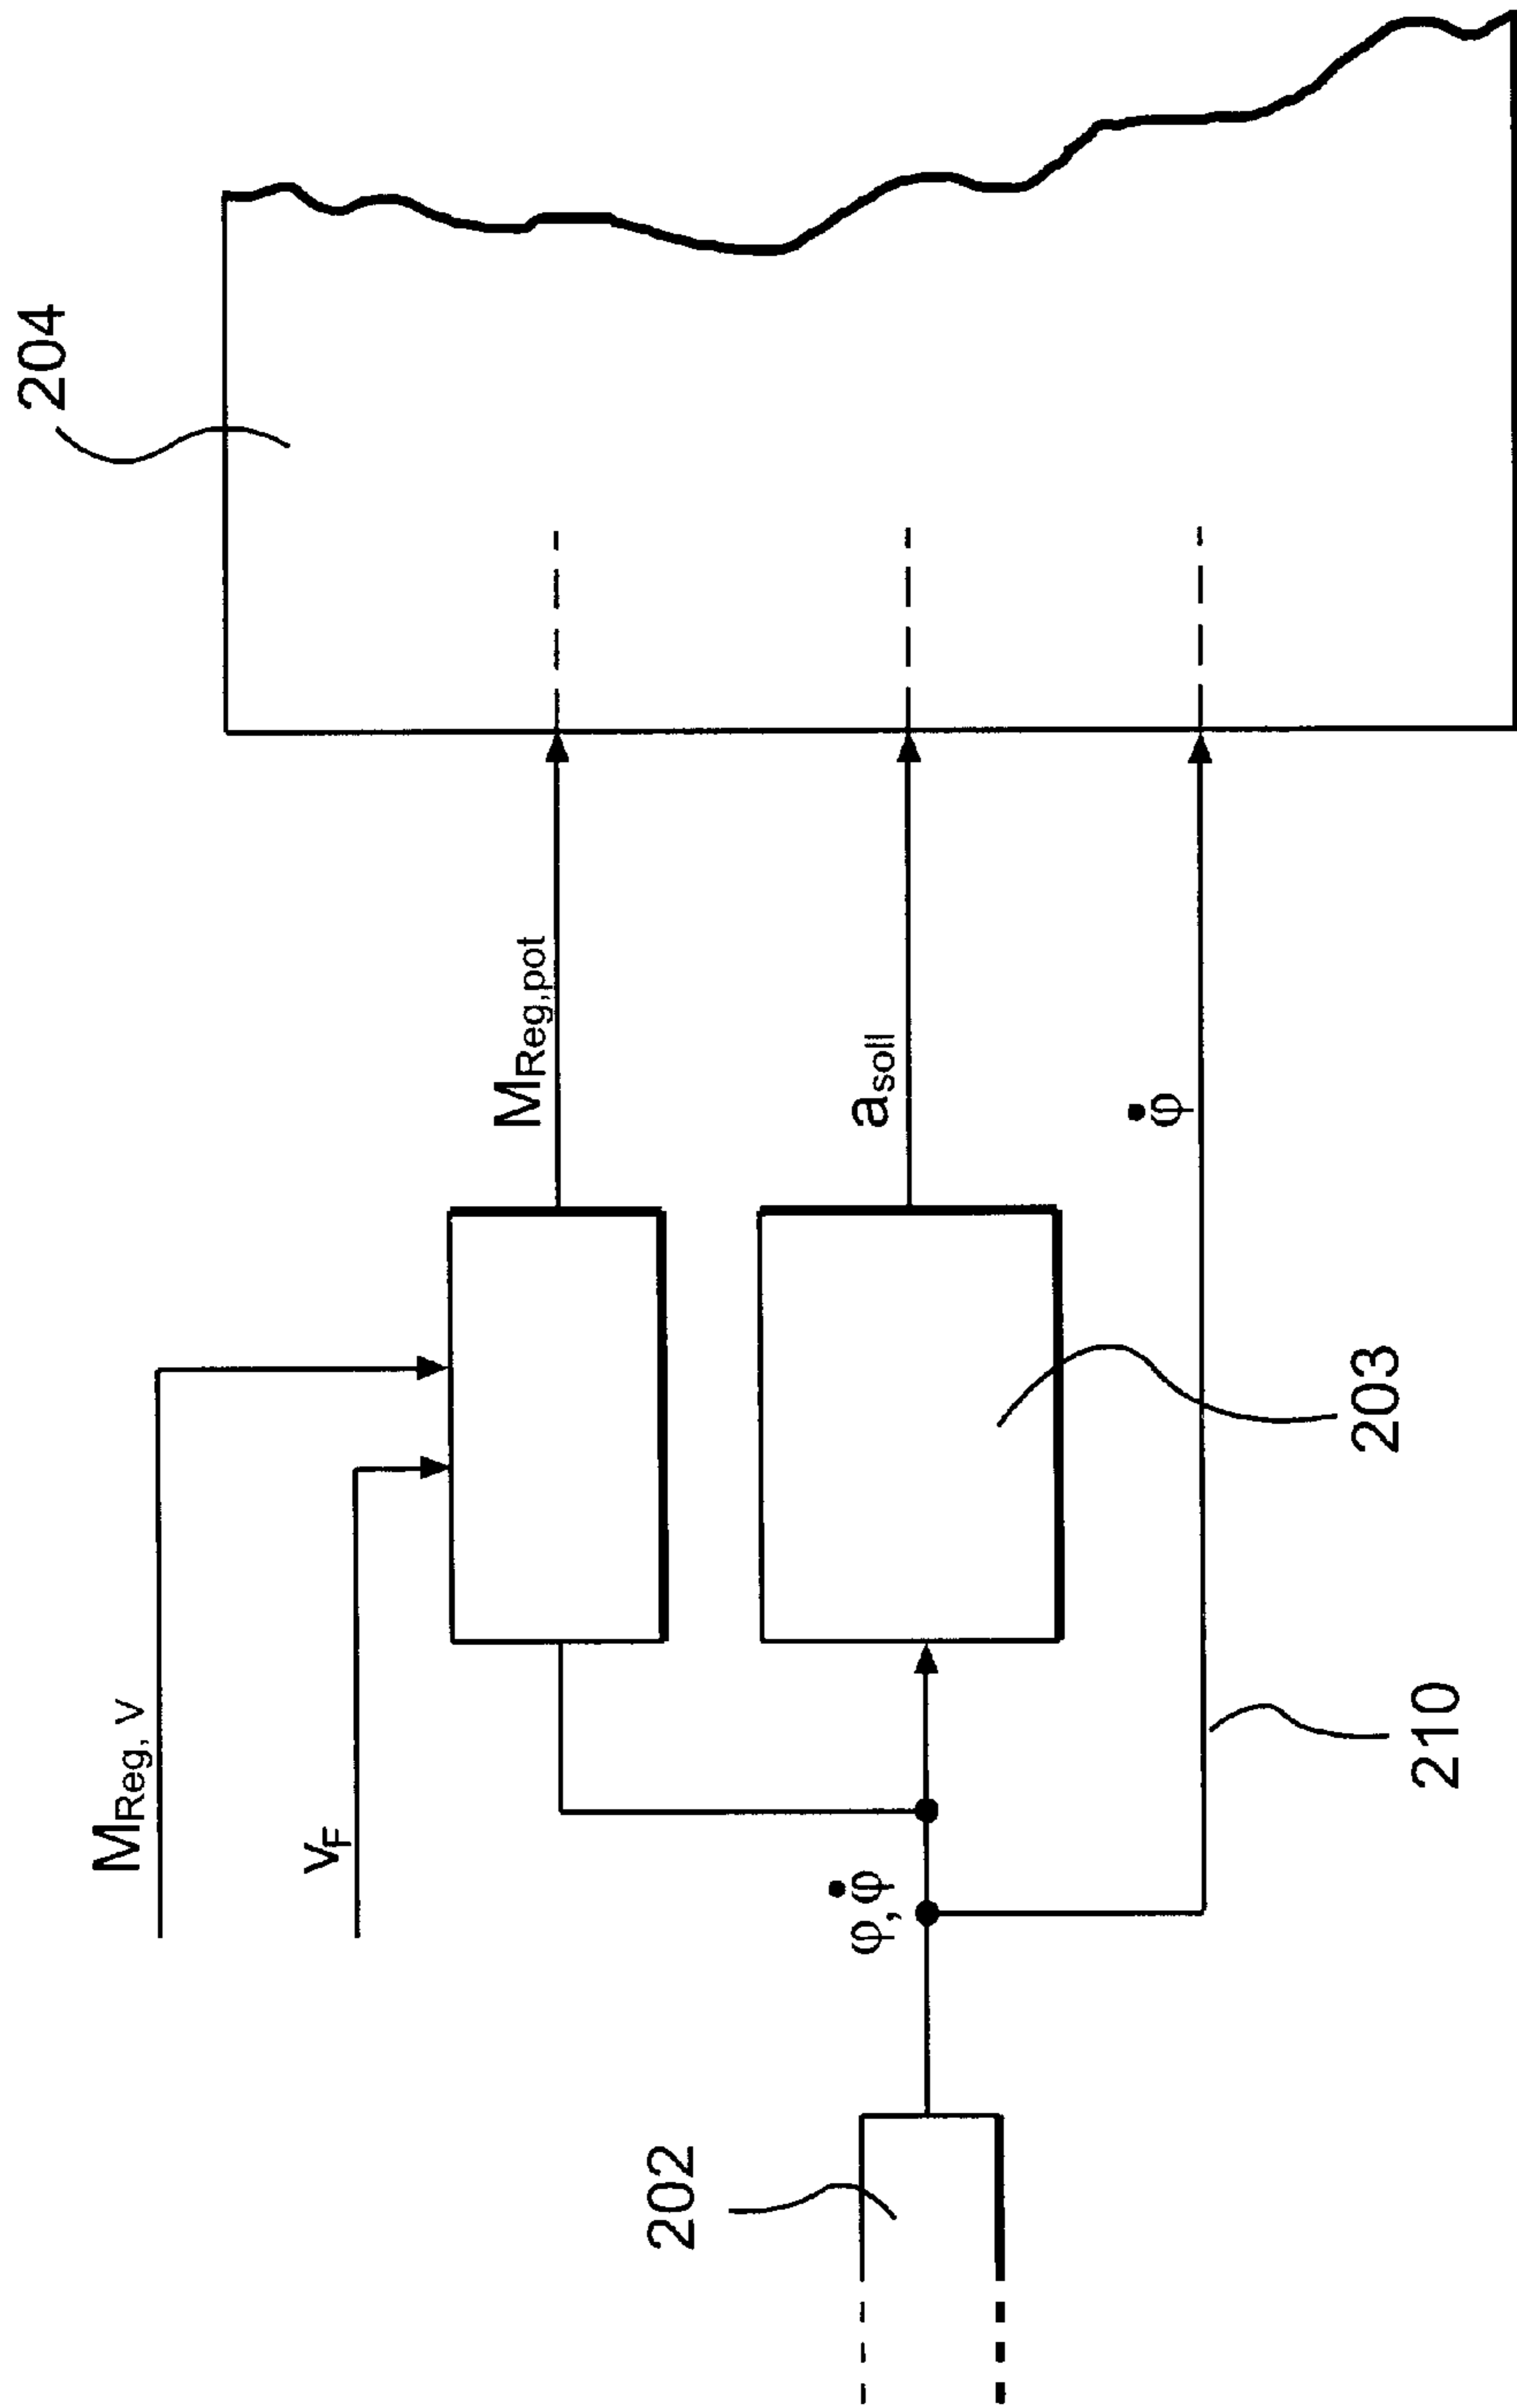 M_Reg, V
v_F
M_Reg,pot
204
202
φ, φ̇
a_soll
φ̇
210
203